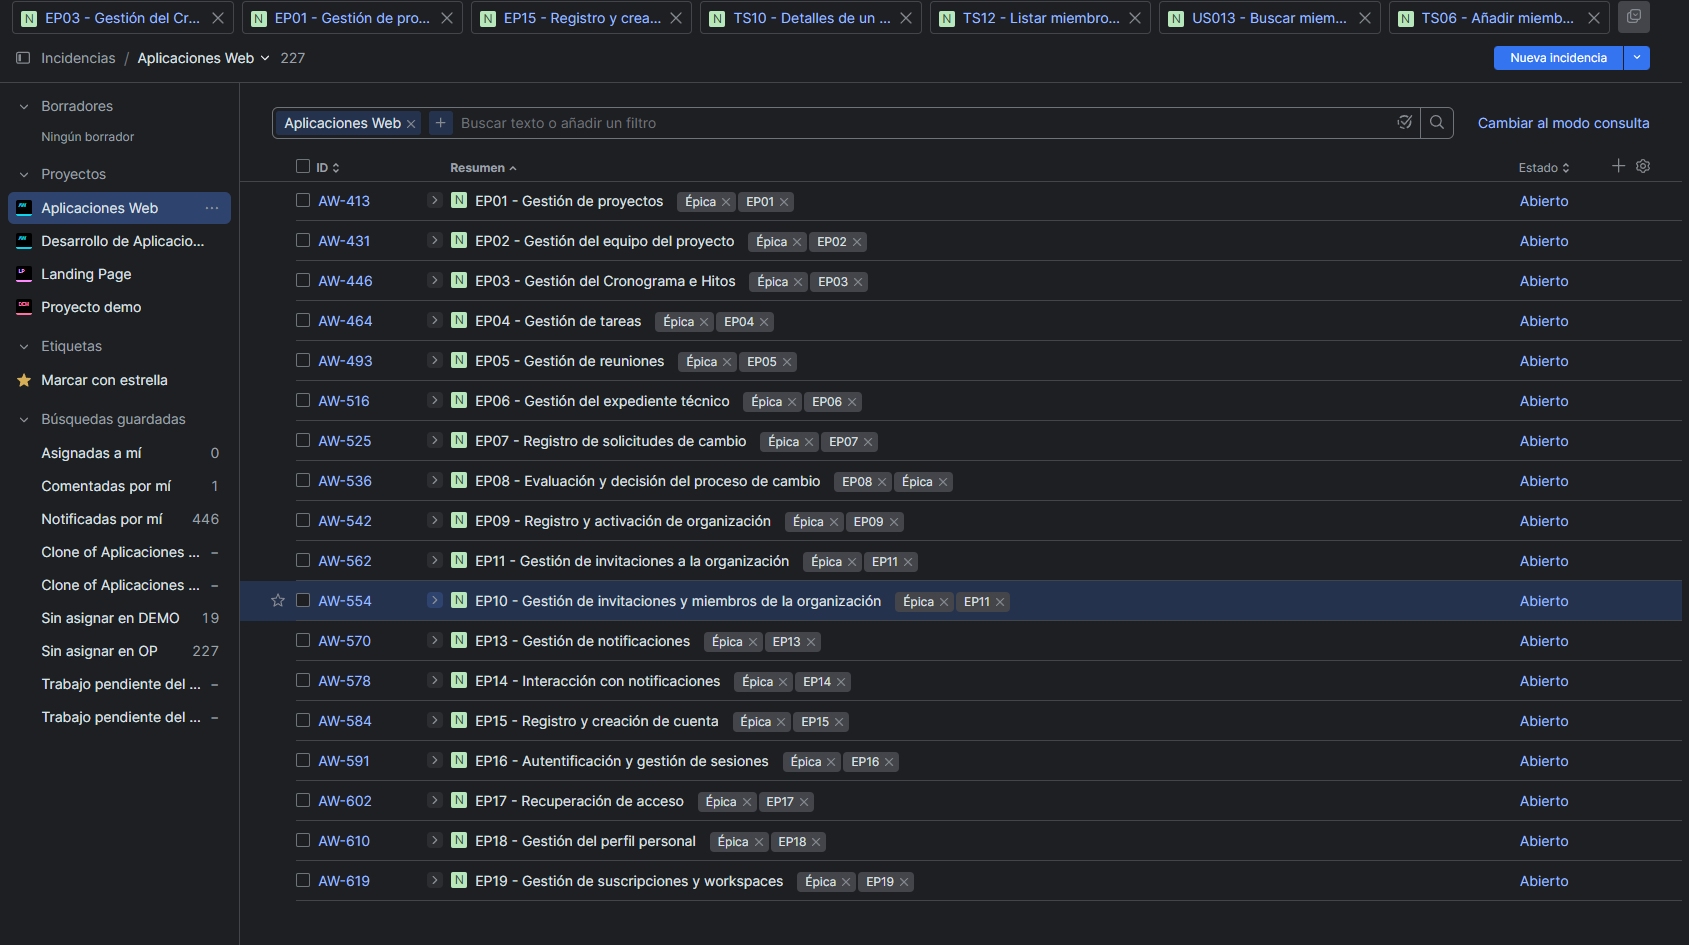 N EP03 - Gestión del Cr...
N EP01 - Gestión de pro...
N EP15 - Registro y crea...
N TS10 - Detalles de un ...
N TS12 - Listar miembro...
N US013 - Buscar miem...
N TS06 - Añadir miemb...
Incidencias / Aplicaciones Web 227
Nueva incidencia
Borradores
Ningún borrador
Proyectos
Aplicaciones Web ...
Desarrollo de Aplicacio...
Landing Page
Proyecto demo
Etiquetas
Marcar con estrella
Búsquedas guardadas
Asignadas a mí 0
Comentadas por mí 1
Notificadas por mí 446
Clone of Aplicaciones ... –
Clone of Aplicaciones ... –
Sin asignar en DEMO 19
Sin asignar en OP 227
Trabajo pendiente del ... –
Trabajo pendiente del ... –
Aplicaciones Web Buscar texto o añadir un filtro
Cambiar al modo consulta
ID Resumen Estado
AW-413 N EP01 - Gestión de proyectos Épica EP01 Abierto
AW-431 N EP02 - Gestión del equipo del proyecto Épica EP02 Abierto
AW-446 N EP03 - Gestión del Cronograma e Hitos Épica EP03 Abierto
AW-464 N EP04 - Gestión de tareas Épica EP04 Abierto
AW-493 N EP05 - Gestión de reuniones Épica EP05 Abierto
AW-516 N EP06 - Gestión del expediente técnico Épica EP06 Abierto
AW-525 N EP07 - Registro de solicitudes de cambio Épica EP07 Abierto
AW-536 N EP08 - Evaluación y decisión del proceso de cambio EP08 Épica Abierto
AW-542 N EP09 - Registro y activación de organización Épica EP09 Abierto
AW-562 N EP11 - Gestión de invitaciones a la organización Épica EP11 Abierto
AW-554 N EP10 - Gestión de invitaciones y miembros de la organización Épica EP11 Abierto
AW-570 N EP13 - Gestión de notificaciones Épica EP13 Abierto
AW-578 N EP14 - Interacción con notificaciones Épica EP14 Abierto
AW-584 N EP15 - Registro y creación de cuenta Épica EP15 Abierto
AW-591 N EP16 - Autentificación y gestión de sesiones Épica EP16 Abierto
AW-602 N EP17 - Recuperación de acceso Épica EP17 Abierto
AW-610 N EP18 - Gestión del perfil personal Épica EP18 Abierto
AW-619 N EP19 - Gestión de suscripciones y workspaces Épica EP19 Abierto